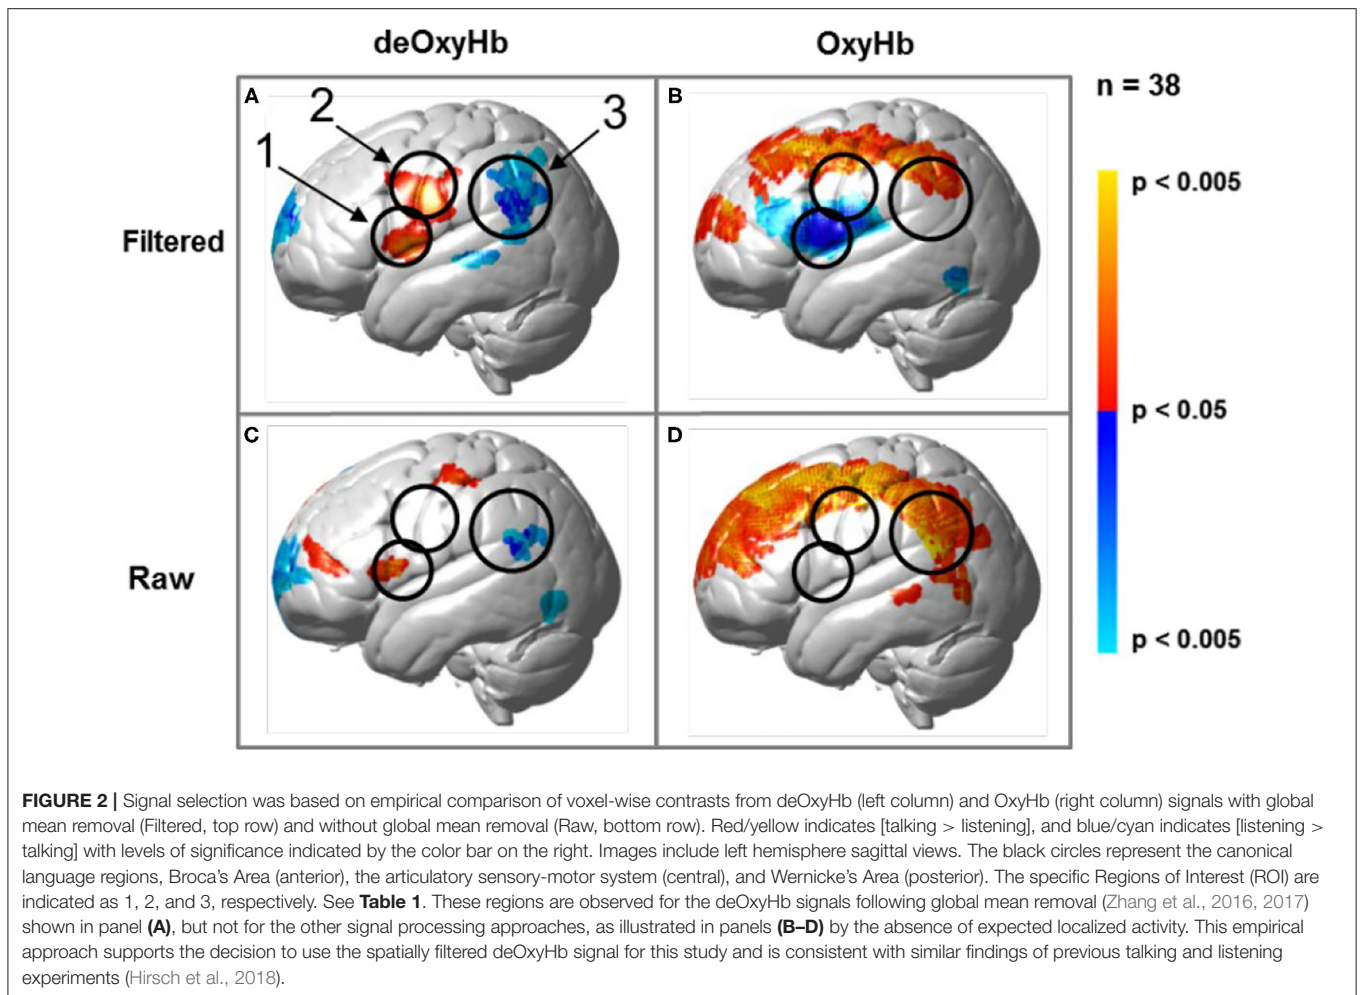 deOxyHb
OxyHb
n = 38
A
1
2
3
B
Filtered
p < 0.005
p < 0.05
C
D
Raw
p < 0.005
FIGURE 2 | Signal selection was based on empirical comparison of voxel-wise contrasts from deOxyHb (left column) and OxyHb (right column) signals with global
mean removal (Filtered, top row) and without global mean removal (Raw, bottom row). Red/yellow indicates [talking > listening], and blue/cyan indicates [listening >
talking] with levels of significance indicated by the color bar on the right. Images include left hemisphere sagittal views. The black circles represent the canonical
language regions, Broca's Area (anterior), the articulatory sensory-motor system (central), and Wernicke's Area (posterior). The specific Regions of Interest (ROI) are
indicated as 1, 2, and 3, respectively. See Table 1. These regions are observed for the deOxyHb signals following global mean removal (Zhang et al., 2016, 2017)
shown in panel (A), but not for the other signal processing approaches, as illustrated in panels (B–D) by the absence of expected localized activity. This empirical
approach supports the decision to use the spatially filtered deOxyHb signal for this study and is consistent with similar findings of previous talking and listening
experiments (Hirsch et al., 2018).